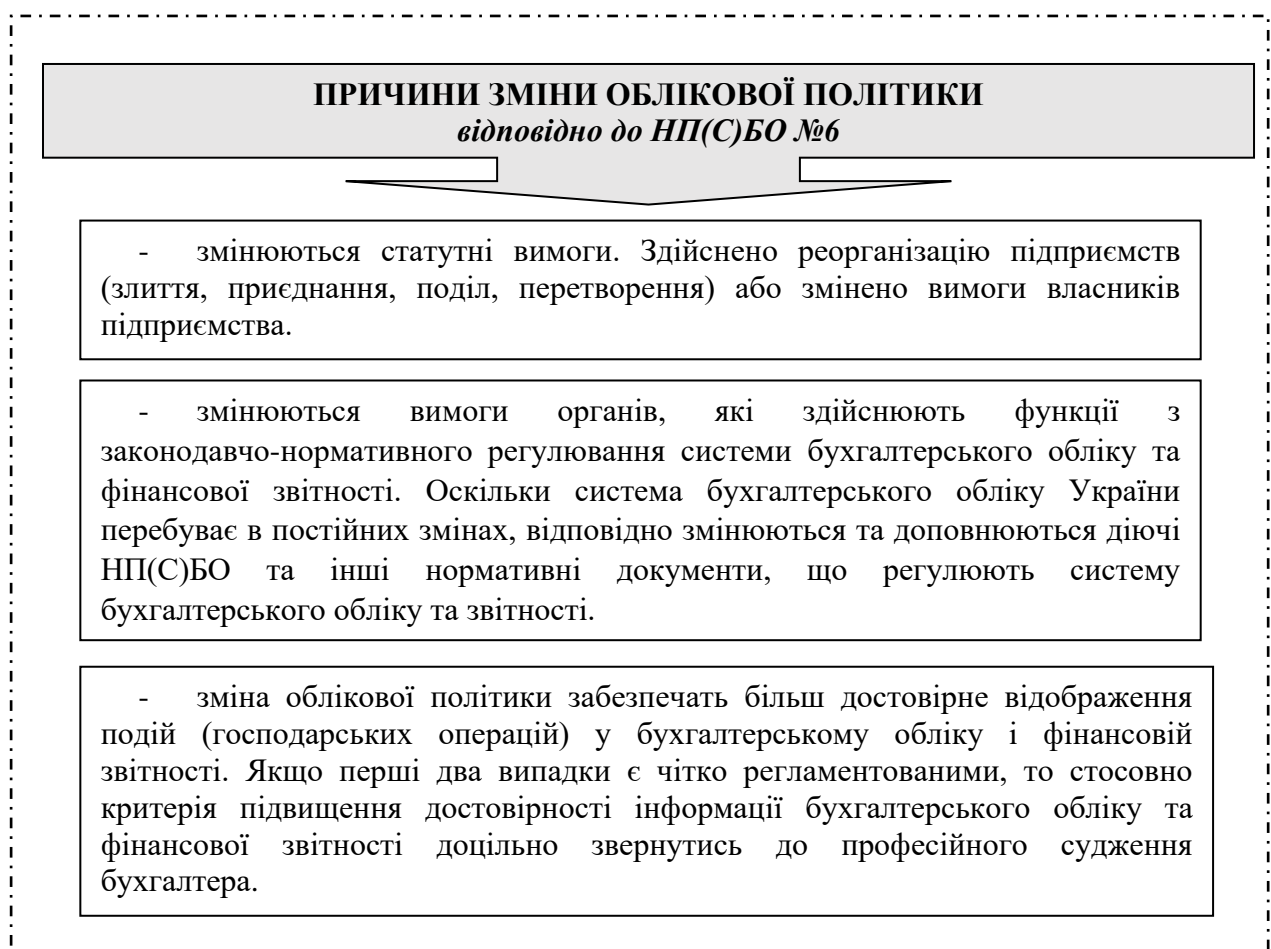 ПРИЧИНИ ЗМІНИ ОБЛІКОВОЇ ПОЛІТИКИ
відповідно до НП(С)БО №6
- змінюються статутні вимоги. Здійснено реорганізацію підприємств
(злиття, приєднання, поділ, перетворення) або змінено вимоги власників
підприємства.
- змінюються вимоги органів, які здійснюють функції з
законодавчо-нормативного регулювання системи бухгалтерського обліку та
фінансової звітності. Оскільки система бухгалтерського обліку України
перебуває в постійних змінах, відповідно змінюються та доповнюються діючі
НП(С)БО та інші нормативні документи, що регулюють систему
бухгалтерського обліку та звітності.
- зміна облікової політики забезпечать більш достовірне відображення
подій (господарських операцій) у бухгалтерському обліку і фінансовій
звітності. Якщо перші два випадки є чітко регламентованими, то стосовно
критерія підвищення достовірності інформації бухгалтерського обліку та
фінансової звітності доцільно звернутись до професійного судження
бухгалтера.